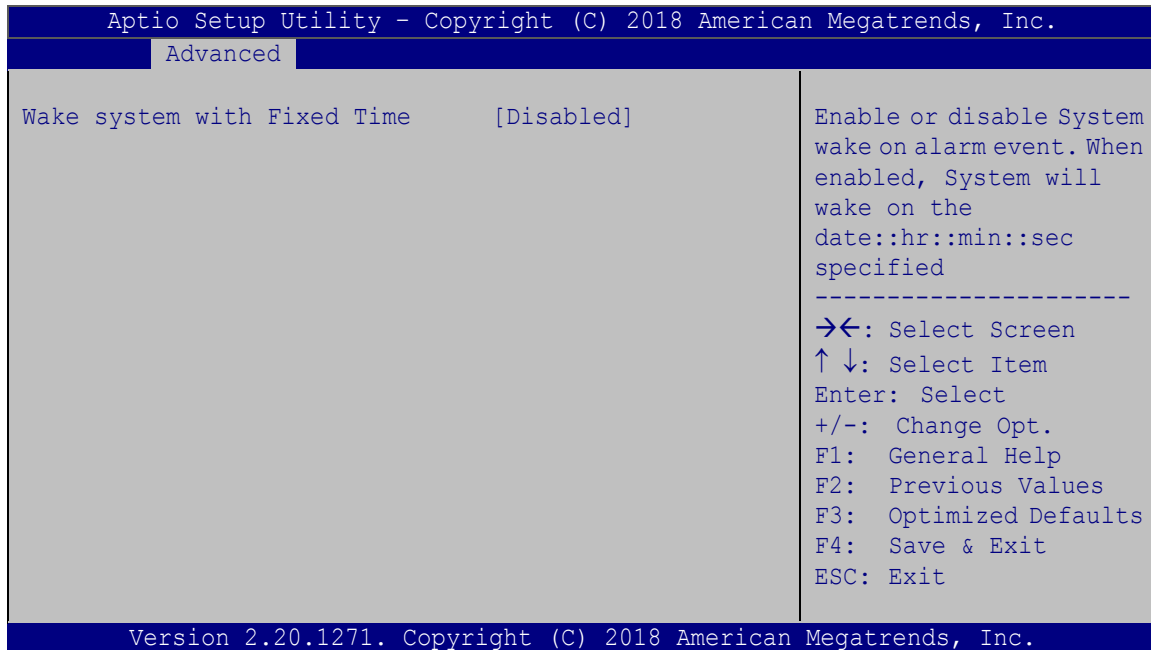 Aptio Setup Utility – Copyright (C) 2018 American Megatrends, Inc.
Advanced
Wake system with Fixed Time [Disabled]
Enable or disable System
wake on alarm event. When
enabled, System will
wake on the
date::hr::min::sec
specified
----------------------
→←: Select Screen
↑ ↓: Select Item
Enter: Select
+/-: Change Opt.
F1: General Help
F2: Previous Values
F3: Optimized Defaults
F4: Save & Exit
ESC: Exit
Version 2.20.1271. Copyright (C) 2018 American Megatrends, Inc.